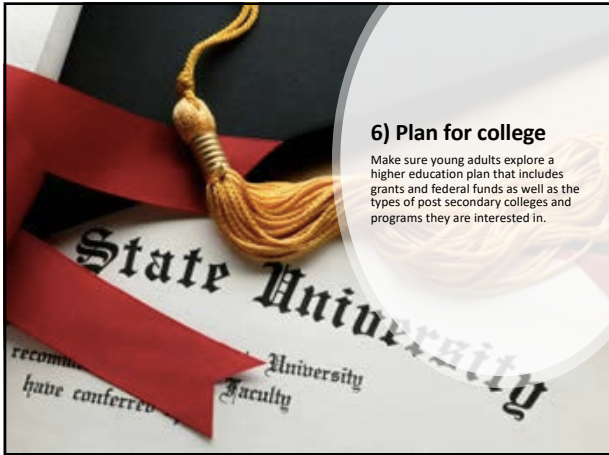 6) Plan for college
Make sure young adults explore a
higher education plan that includes
grants and federal funds as well as the
types of post secondary colleges and
programs they are interested in.
State University
University
have conferred Faculty